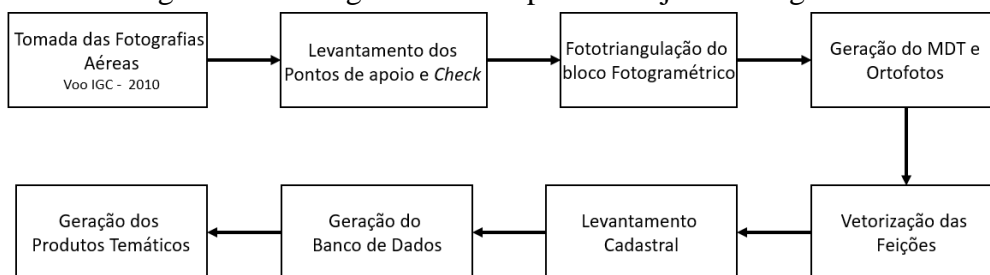 Tomada das Fotografias
Aéreas
Voo IGC - 2010
Levantamento dos
Pontos de apoio e Check
Fototriangulação do
bloco Fotogramétrico
Geração do MDT e
Ortofotos
Geração dos
Produtos Temáticos
Geração do
Banco de Dados
Levantamento
Cadastral
Vetorização das
Feições